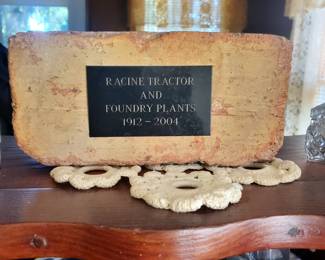 RACINE TRACTOR
AND
FOUNDRY PLANTS
1912 – 2004